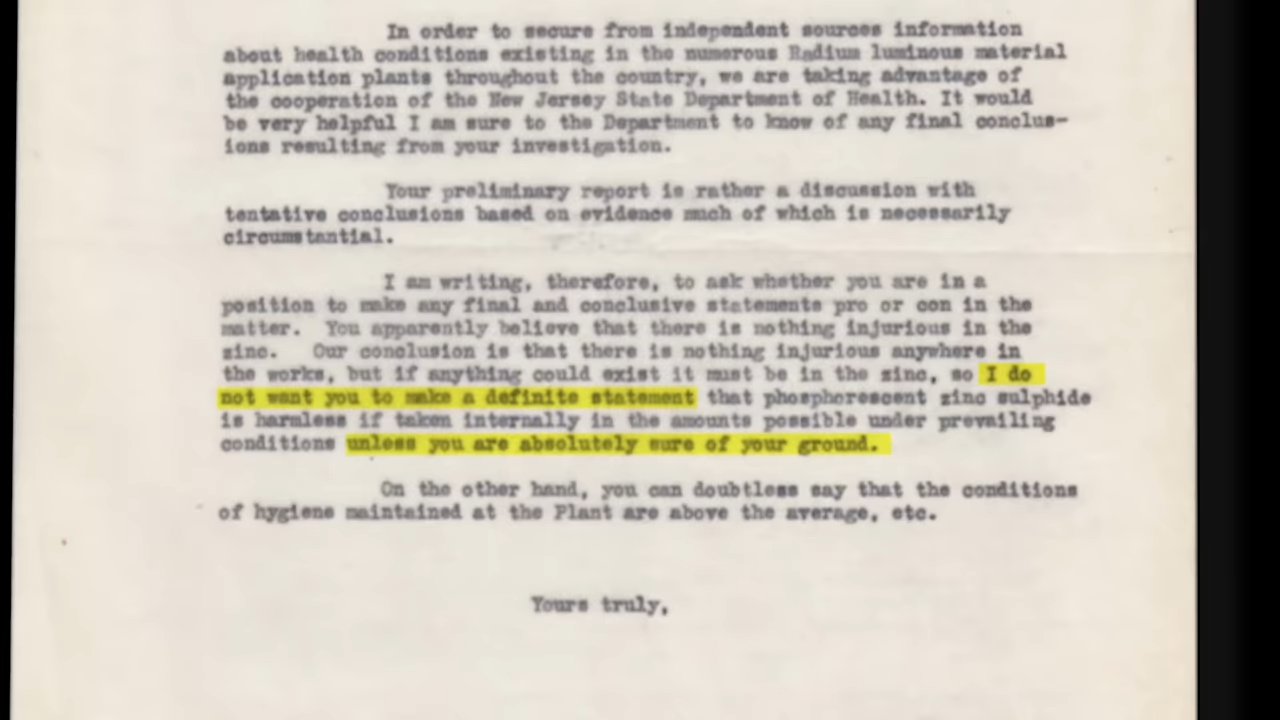 In order to secure from independent sources information
about health conditions existing in the numerous Radium luminous material
application plants throughout the country, we are taking advantage of
the cooperation of the New Jersey State Department of Health. It would
be very helpful I am sure to the Department to know of any final conclus-
ions resulting from your investigation.
Your preliminary report is rather a discussion with
tentative conclusions based on evidence much of which is necessarily
circumstantial.
I am writing, therefore, to ask whether you are in a
position to make any final and conclusive statements pro or con in the
matter. You apparently believe that there is nothing injurious in the
zinc. Our conclusion is that there is nothing injurious anywhere in
the works, but if anything could exist it must be in the zinc, so I do
not want you to make a definite statement that phosphorescent zinc sulphide
is harmless if taken internally in the amounts possible under prevailing
conditions unless you are absolutely sure of your ground.
On the other hand, you can doubtless say that the conditions
of hygiene maintained at the Plant are above the average, etc.
Yours truly,